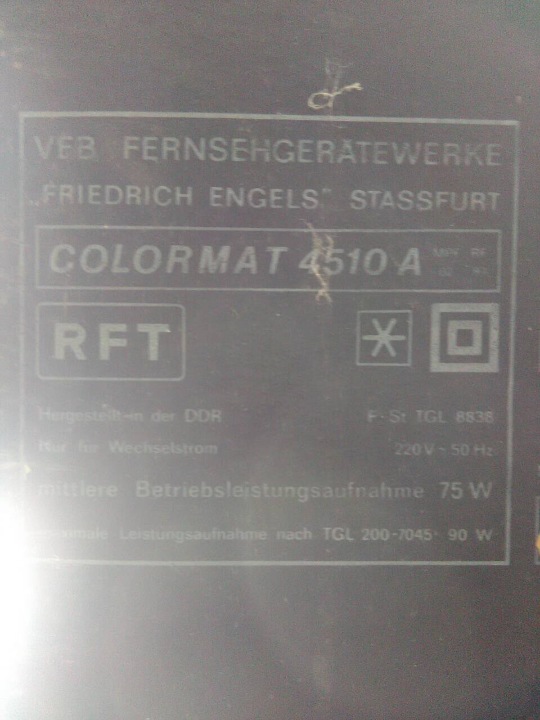 VEB FERNSEHGERÄTEWERKE
„FRIEDRICH ENGELS" STASSFURT
COLORMAT 4510 A
RFT
Hergestellt in der DDR F-St TGL 8838
Nur für Wechselstrom 220 V ~ 50 Hz
mittlere Betriebsleistungsaufnahme 75 W
maximale Leistungsaufnahme nach TGL 200-7045 90 W